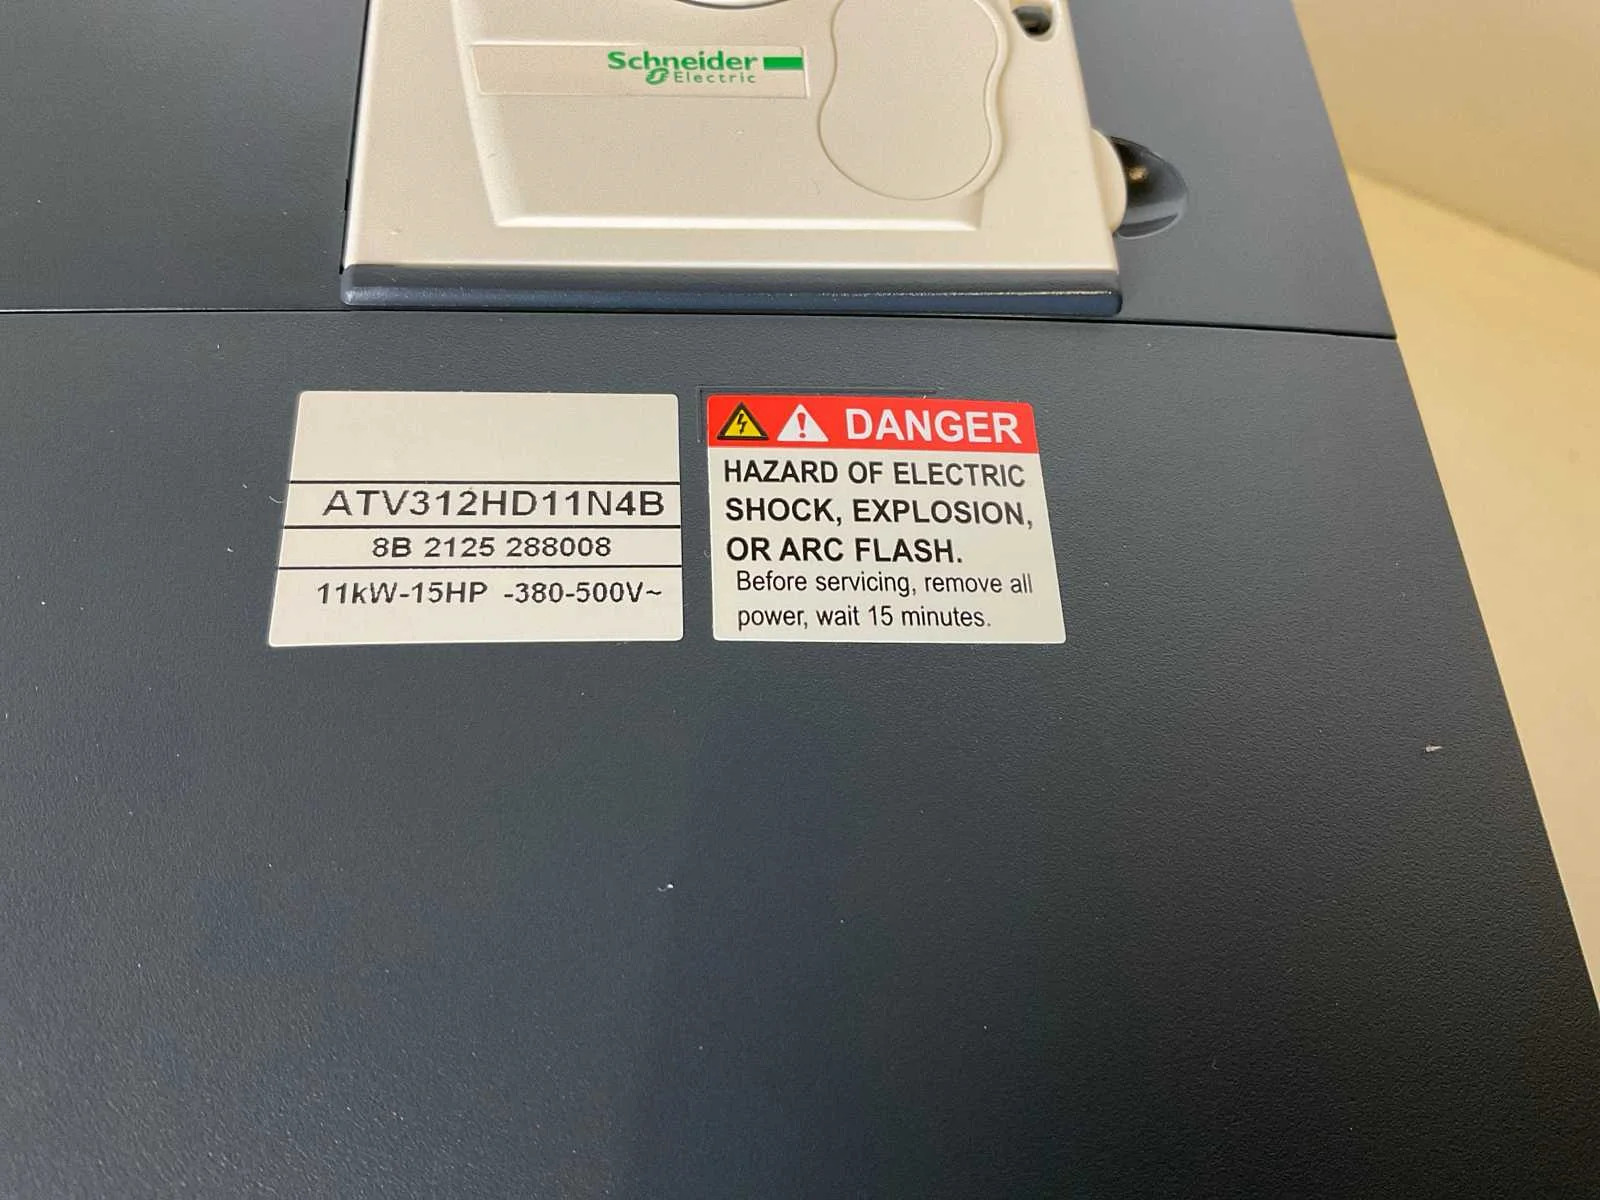 Schneider
Electric
ATV312HD11N4B
8B 2125 288008
11kW-15HP -380-500V~
DANGER
HAZARD OF ELECTRIC
SHOCK, EXPLOSION,
OR ARC FLASH.
Before servicing, remove all
power, wait 15 minutes.